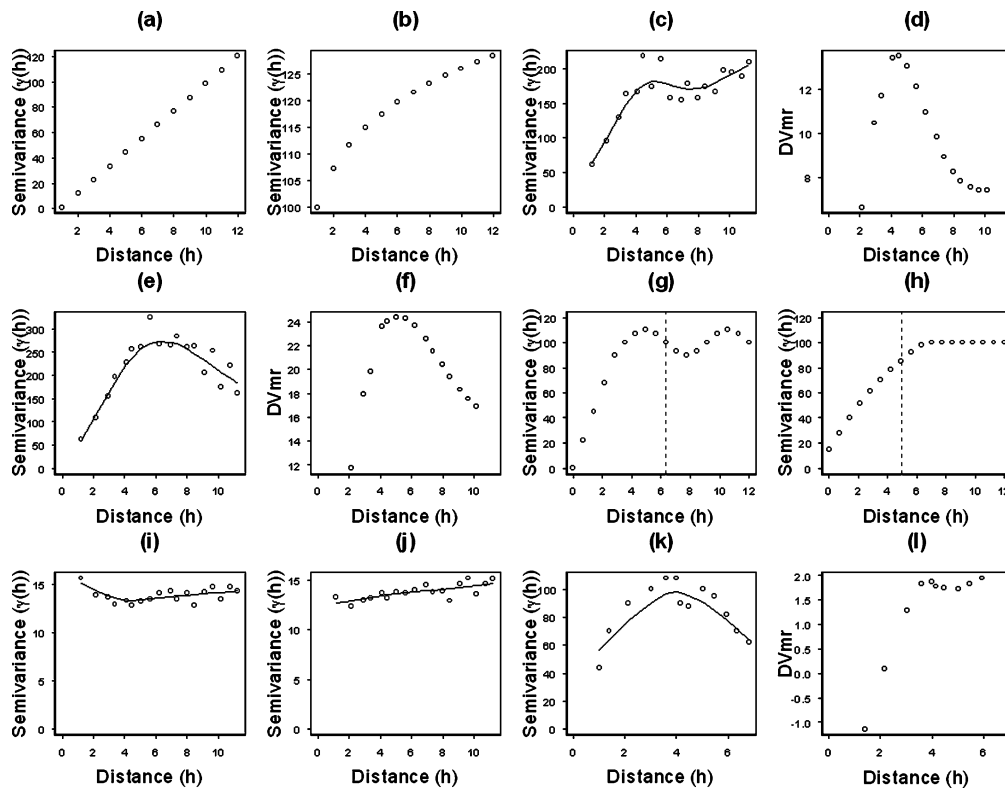 (a)
Semivariance (γ(h))
120
100
80
60
40
20
0
2 4 6 8 10 12
Distance (h)
(b)
Semivariance (γ(h))
125
120
115
110
105
100
2 4 6 8 10 12
Distance (h)
(c)
Semivariance (γ(h))
200
150
100
50
0
0 2 4 6 8 10
Distance (h)
(d)
DVmr
12
10
8
0 2 4 6 8 10
Distance (h)
(e)
Semivariance (γ(h))
300
250
200
150
100
50
0
0 2 4 6 8 10
Distance (h)
(f)
DVmr
24
22
20
18
16
14
12
0 2 4 6 8 10
Distance (h)
(g)
Semivariance (γ(h))
120
100
80
60
40
20
0
0 2 4 6 8 10 12
Distance (h)
(h)
Semivariance (γ(h))
120
100
80
60
40
20
0
0 2 4 6 8 10 12
Distance (h)
(i)
Semivariance (γ(h))
15
10
5
0
0 2 4 6 8 10
Distance (h)
(j)
Semivariance (γ(h))
15
10
5
0
0 2 4 6 8 10
Distance (h)
(k)
Semivariance (γ(h))
100
80
60
40
20
0
0 2 4 6
Distance (h)
(l)
DVmr
2.0
1.5
1.0
0.5
0.0
-0.5
-1.0
0 2 4 6
Distance (h)